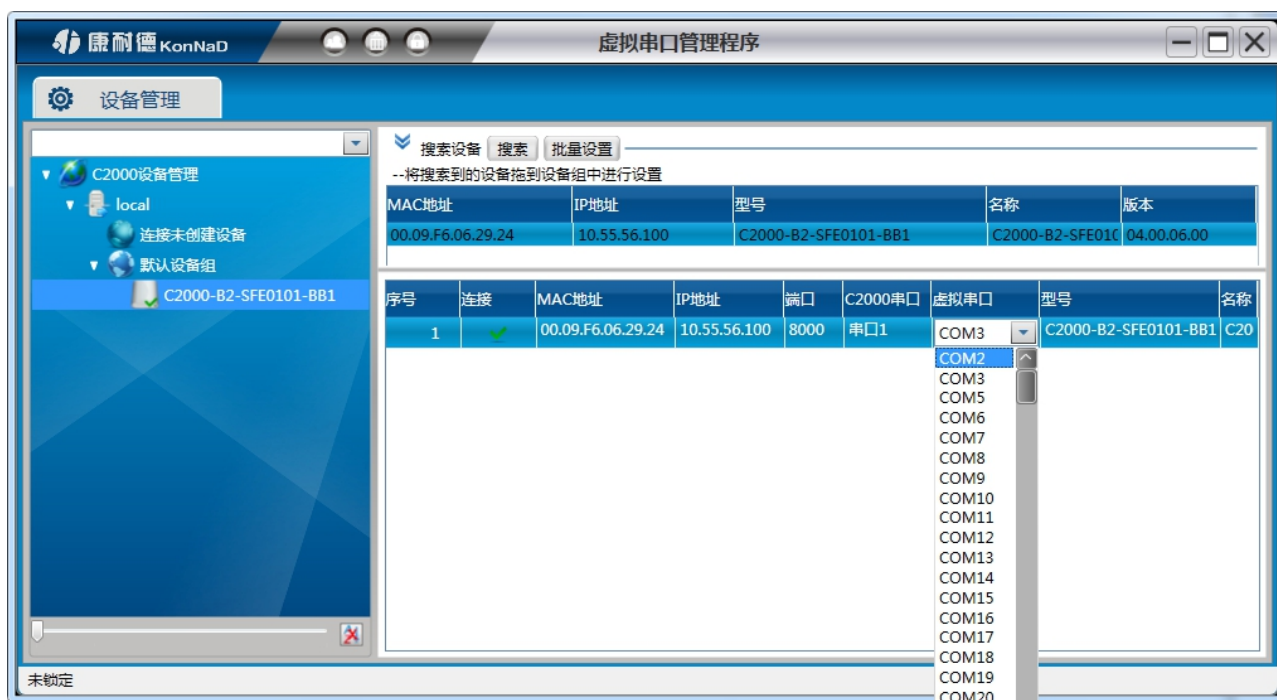 康耐德 KonNaD
虚拟串口管理程序
设备管理
搜索设备 搜索 批量设置
C2000设备管理
--将搜索到的设备拖到设备组中进行设置
local
MAC地址 IP地址 型号 名称 版本
连接未创建设备
00.09.F6.06.29.24 10.55.56.100 C2000-B2-SFE0101-BB1 C2000-B2-SFE010 04.00.06.00
默认设备组
C2000-B2-SFE0101-BB1
序号 连接 MAC地址 IP地址 端口 C2000串口 虚拟串口 型号 名称
1 00.09.F6.06.29.24 10.55.56.100 8000 串口1 COM3 C2000-B2-SFE0101-BB1 C20
COM2
COM3
COM5
COM6
COM7
COM8
COM9
COM10
COM11
COM12
COM13
COM14
COM15
COM16
COM17
COM18
COM19
COM20
未锁定